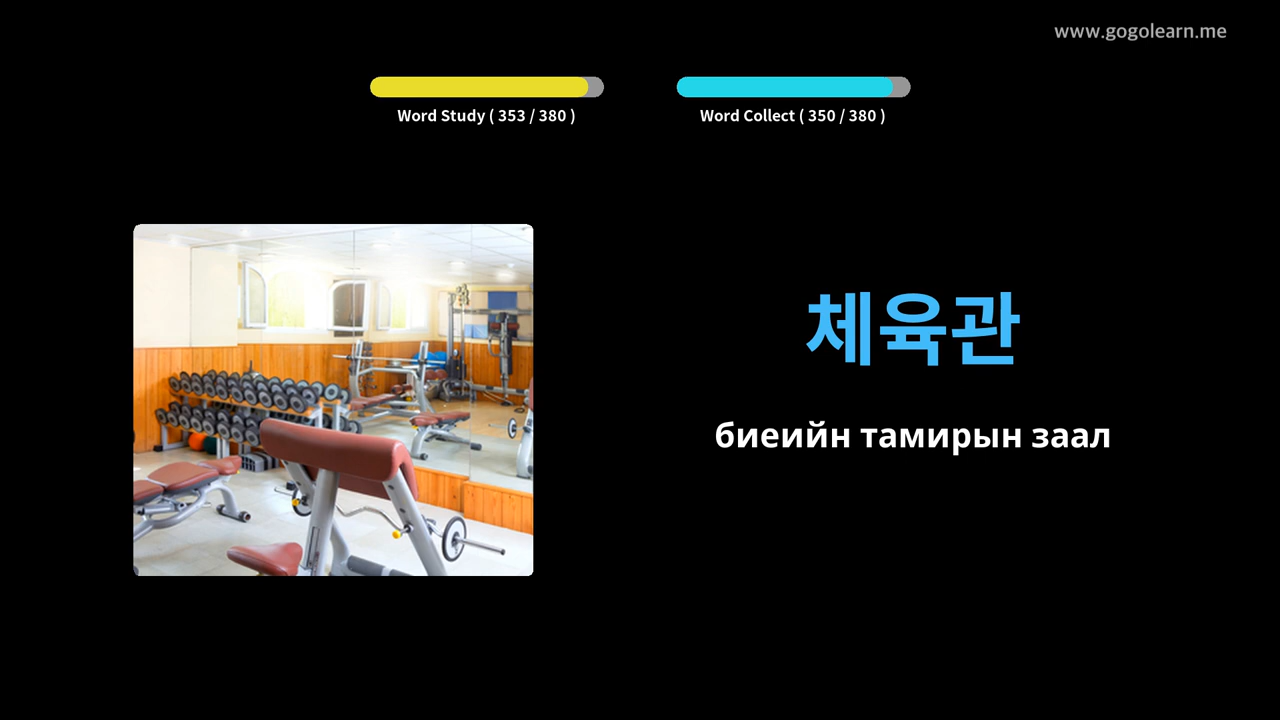 www.gogolearn.me
Word Study ( 353 / 380 )
Word Collect ( 350 / 380 )
체육관
биеийн тамирын заал